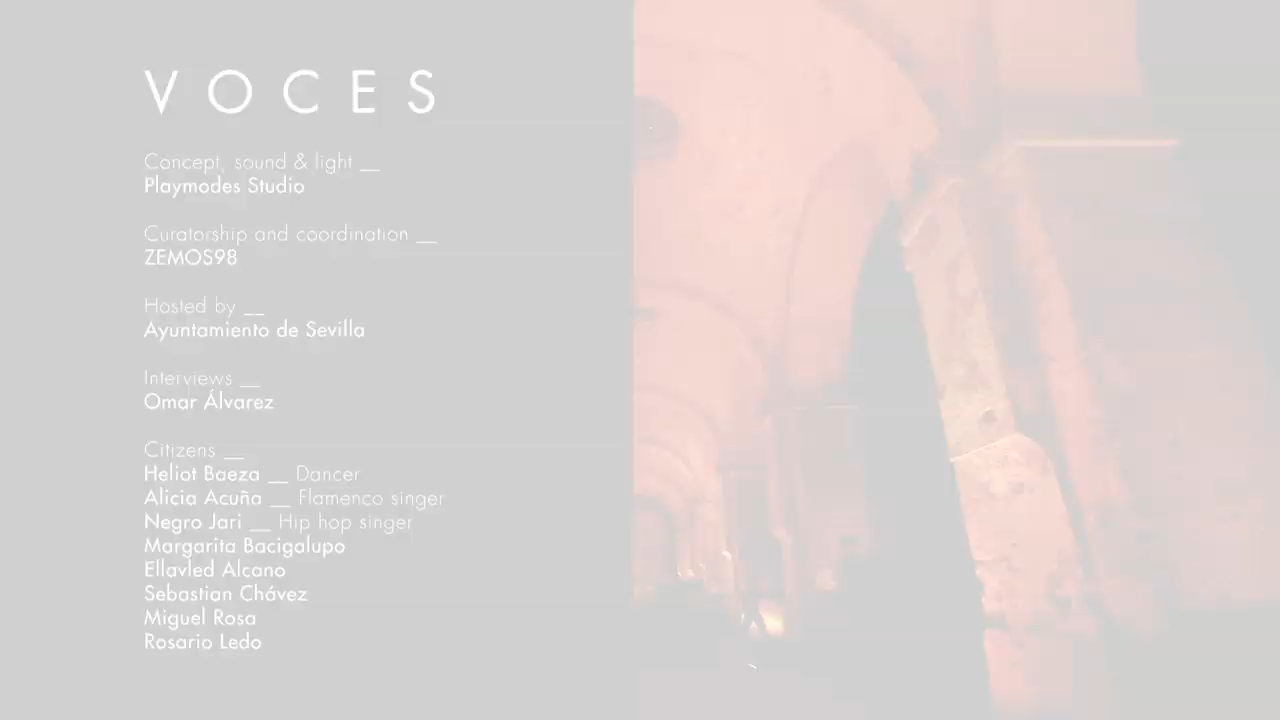 VOCES
Concept, sound & light __
Playmodes Studio
Curatorship and coordination __
ZEMOS98
Hosted by __
Ayuntamiento de Sevilla
Interviews __
Omar Álvarez
Citizens __
Heliot Baeza __ Dancer
Alicia Acuña __ Flamenco singer
Negro Jari __ Hip hop singer
Margarita Bacigalupo
Ellavled Alcano
Sebastian Chávez
Miguel Rosa
Rosario Ledo